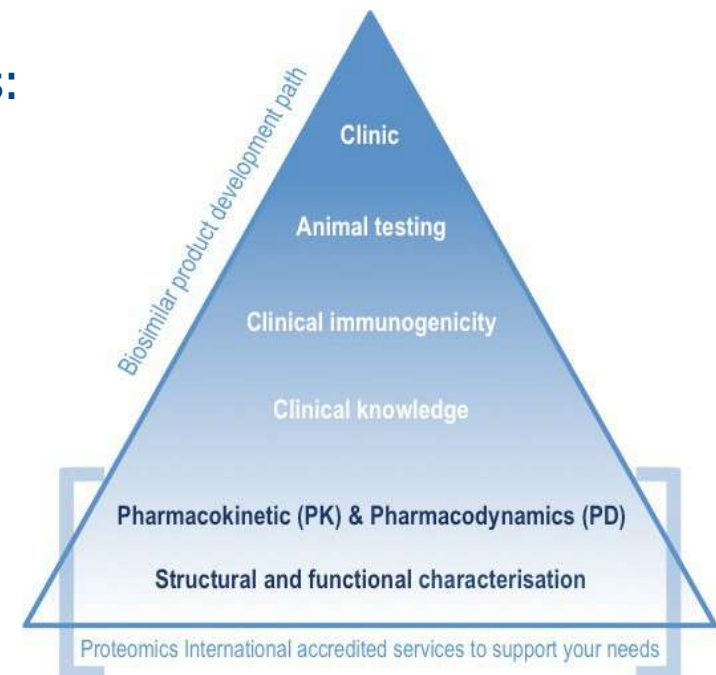 s:
Biosimilar product development path
Clinic
Animal testing
Clinical immunogenicity
Clinical knowledge
Pharmacokinetic (PK) & Pharmacodynamics (PD)
Structural and functional characterisation
Proteomics International accredited services to support your needs